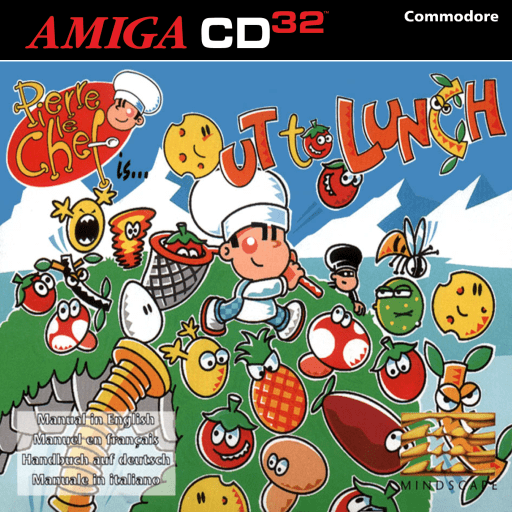 AMIGA CD32™
Commodore
Pierre
le
Chef
is...
OUT to LUNCH
Manual in English
Manuel en français
Handbuch auf deutsch
Manuale in italiano
MINDSCAPE